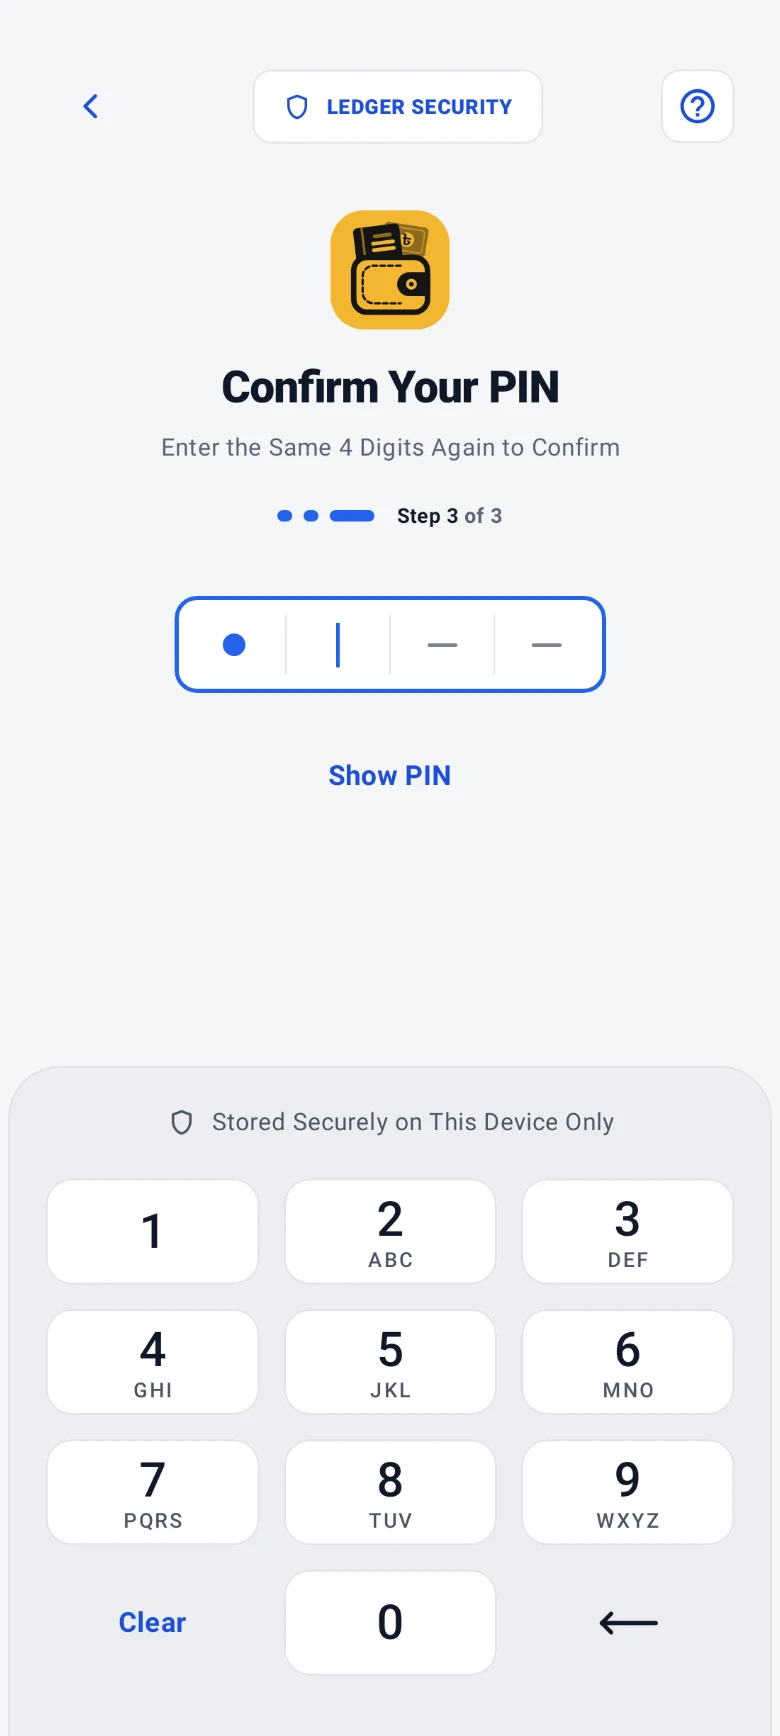 LEDGER SECURITY
Confirm Your PIN
Enter the Same 4 Digits Again to Confirm
Step 3 of 3
Show PIN
Stored Securely on This Device Only
1
2
ABC
3
DEF
4
GHI
5
JKL
6
MNO
7
PQRS
8
TUV
9
WXYZ
Clear
0